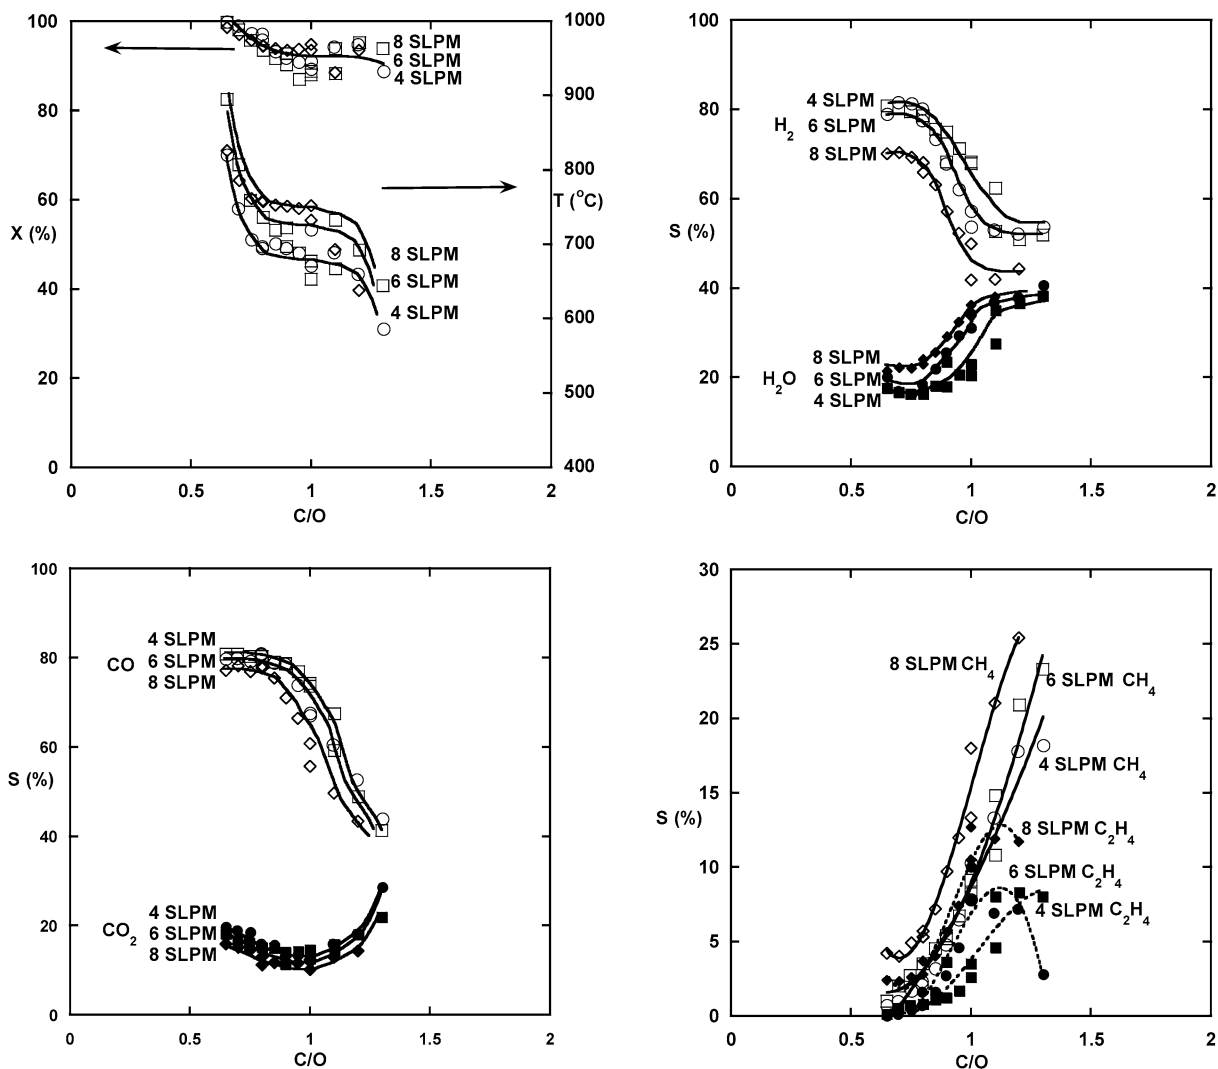 100
80
60
40
20
0
X (%)
0
0.5
1
1.5
2
C/O
1000
900
800
700
600
500
400
T (°C)
8 SLPM
6 SLPM
4 SLPM
8 SLPM
6 SLPM
4 SLPM
100
80
60
40
20
0
S (%)
0
0.5
1
1.5
2
C/O
4 SLPM
H₂ 6 SLPM
8 SLPM
8 SLPM
H₂O 6 SLPM
4 SLPM
100
80
60
40
20
0
S (%)
0
0.5
1
1.5
2
C/O
4 SLPM
CO 6 SLPM
8 SLPM
4 SLPM
CO₂ 6 SLPM
8 SLPM
30
25
20
15
10
5
0
S (%)
0
0.5
1
1.5
2
C/O
8 SLPM CH₄
6 SLPM CH₄
4 SLPM CH₄
8 SLPM C₂H₄
6 SLPM C₂H₄
4 SLPM C₂H₄